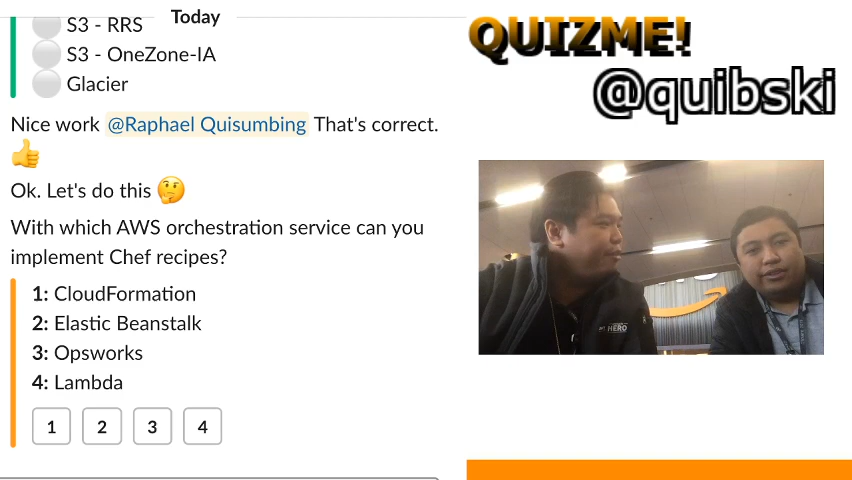 Today
S3 - RRS
S3 - OneZone-IA
Glacier
Nice work @Raphael Quisumbing That's correct.
👍
Ok. Let's do this 🤔
With which AWS orchestration service can you
implement Chef recipes?
1: CloudFormation
2: Elastic Beanstalk
3: Opsworks
4: Lambda
1 2 3 4
QUIZME!
@quibski
HERO